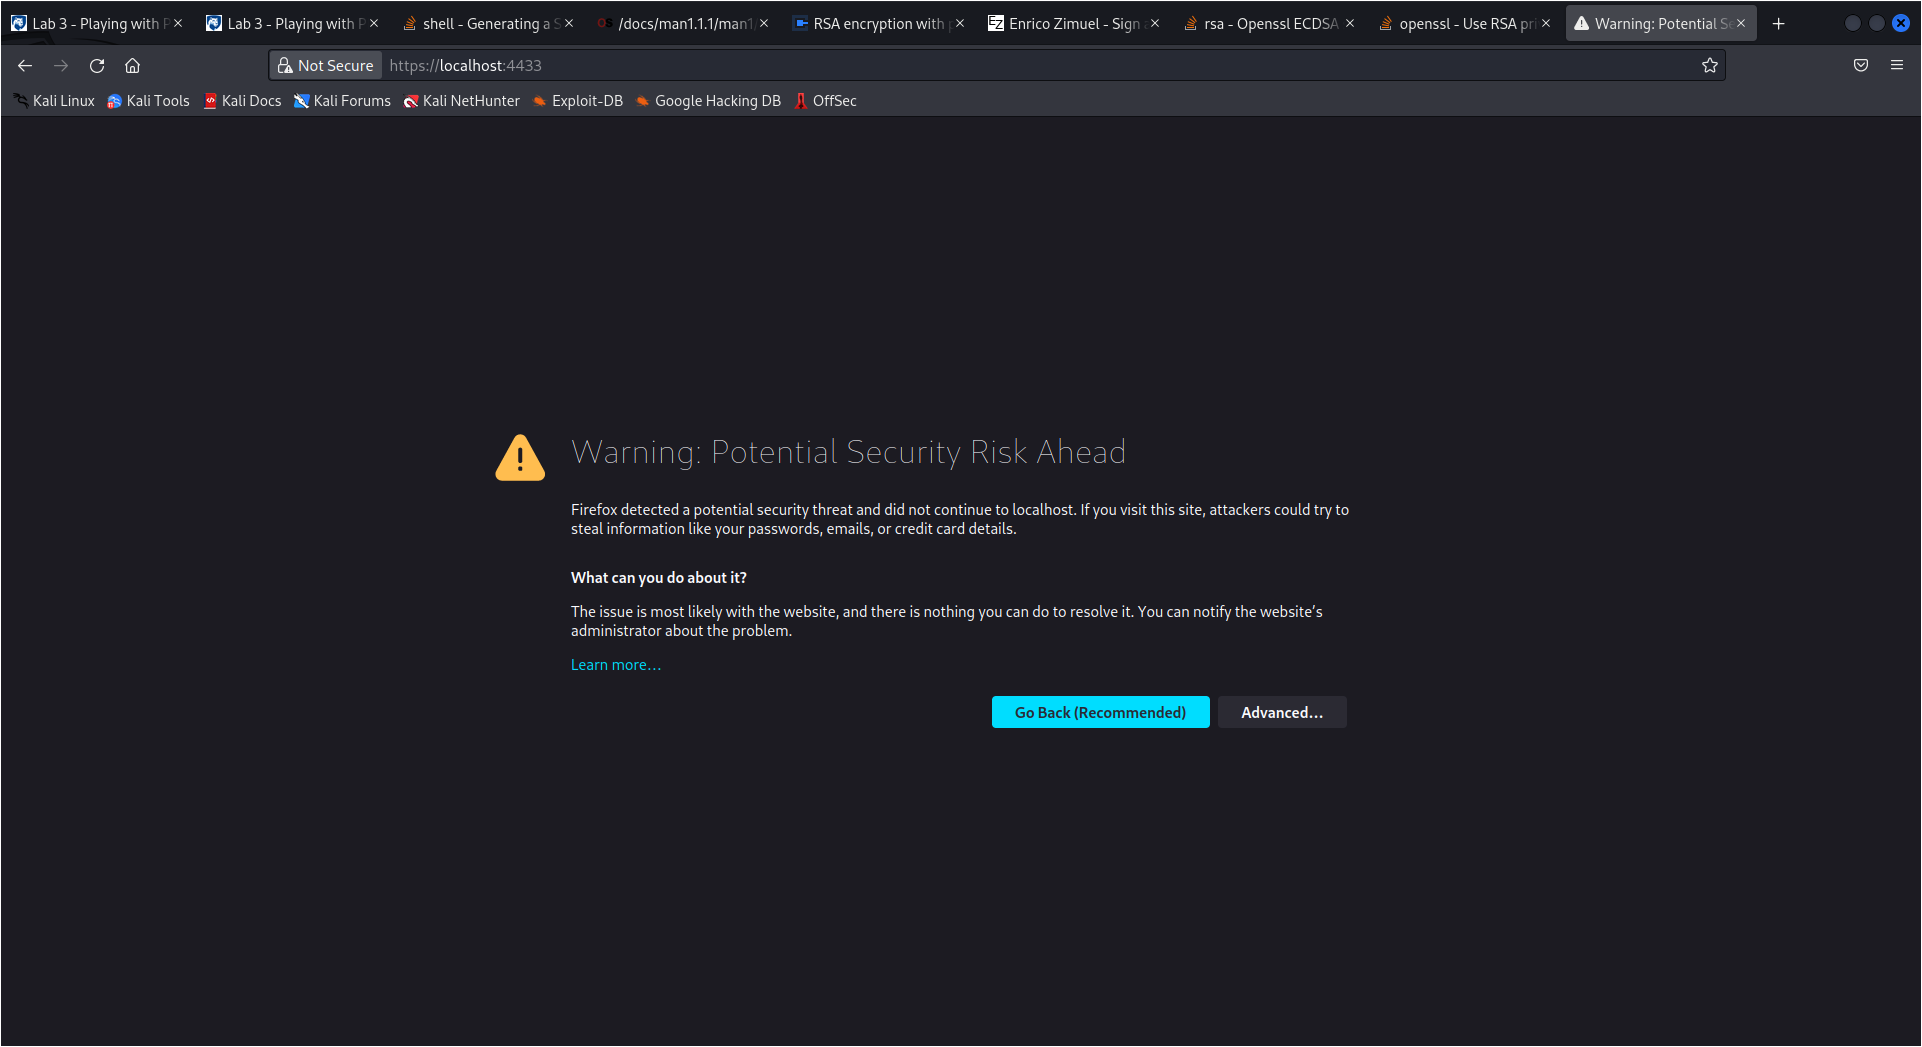 Lab 3 - Playing with P
Lab 3 - Playing with P
shell - Generating a S
/docs/man1.1.1/man1/
RSA encryption with p
Enrico Zimuel - Sign a
rsa - Openssl ECDSA
openssl - Use RSA pri
Warning: Potential Se
Not Secure
https://localhost:4433
Kali Linux
Kali Tools
Kali Docs
Kali Forums
Kali NetHunter
Exploit-DB
Google Hacking DB
OffSec
Warning: Potential Security Risk Ahead
Firefox detected a potential security threat and did not continue to localhost. If you visit this site, attackers could try to
steal information like your passwords, emails, or credit card details.
What can you do about it?
The issue is most likely with the website, and there is nothing you can do to resolve it. You can notify the website’s
administrator about the problem.
Learn more…
Go Back (Recommended)
Advanced…